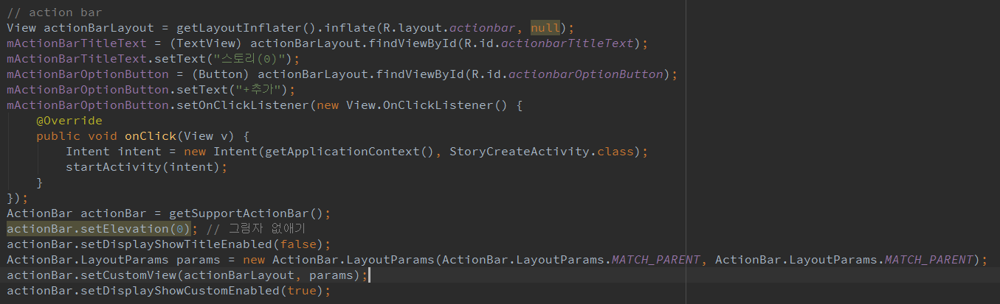 // action bar
View actionBarLayout = getLayoutInflater().inflate(R.layout.actionbar, null);
mActionBarTitleText = (TextView) actionBarLayout.findViewById(R.id.actionbarTitleText);
mActionBarTitleText.setText("스토리(0)");
mActionBarOptionButton = (Button) actionBarLayout.findViewById(R.id.actionbarOptionButton);
mActionBarOptionButton.setText("+추가");
mActionBarOptionButton.setOnClickListener(new View.OnClickListener() {
    @Override
    public void onClick(View v) {
        Intent intent = new Intent(getApplicationContext(), StoryCreateActivity.class);
        startActivity(intent);
    }
});
ActionBar actionBar = getSupportActionBar();
actionBar.setElevation(0); // 그림자 없애기
actionBar.setDisplayShowTitleEnabled(false);
ActionBar.LayoutParams params = new ActionBar.LayoutParams(ActionBar.LayoutParams.MATCH_PARENT, ActionBar.LayoutParams.MATCH_PARENT);
actionBar.setCustomView(actionBarLayout, params);
actionBar.setDisplayShowCustomEnabled(true);